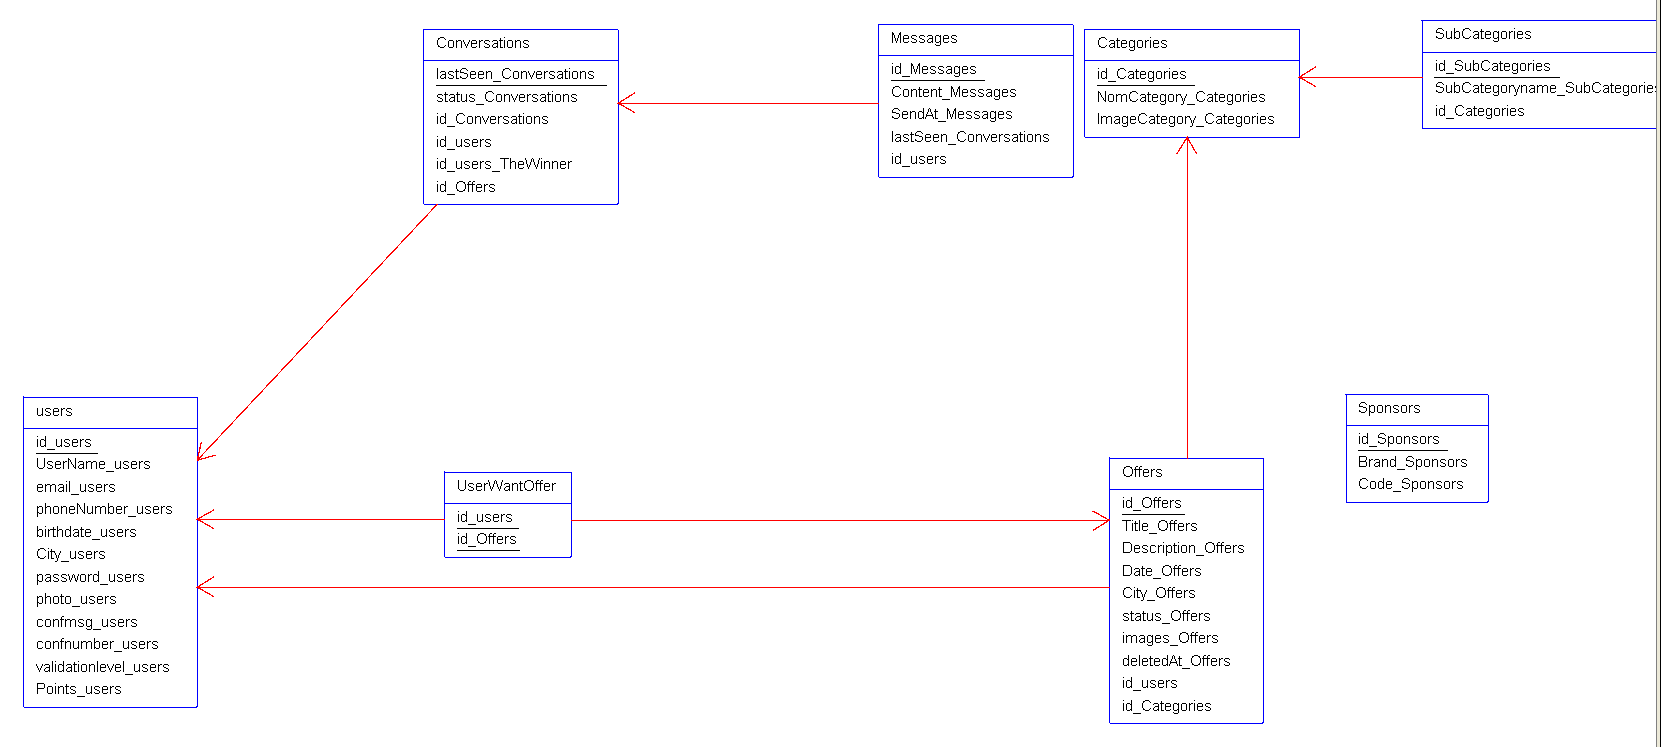 Conversations
lastSeen_Conversations
status_Conversations
id_Conversations
id_users
id_users_TheWinner
id_Offers
Messages
id_Messages
Content_Messages
SendAt_Messages
lastSeen_Conversations
id_users
Categories
id_Categories
NomCategory_Categories
ImageCategory_Categories
SubCategories
id_SubCategories
SubCategoryname_SubCategories
id_Categories
users
id_users
UserName_users
email_users
phoneNumber_users
birthdate_users
City_users
password_users
photo_users
confmsg_users
confnumber_users
validationlevel_users
Points_users
UserWantOffer
id_users
id_Offers
Offers
id_Offers
Title_Offers
Description_Offers
Date_Offers
City_Offers
status_Offers
images_Offers
deletedAt_Offers
id_users
id_Categories
Sponsors
id_Sponsors
Brand_Sponsors
Code_Sponsors